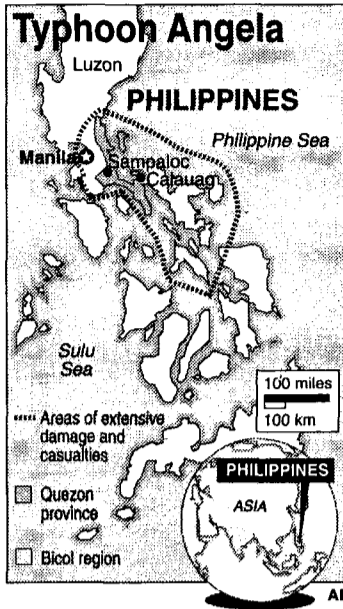 Typhoon Angela
Luzon
PHILIPPINES
Philippine Sea
Manila
Sampaloc
Calauag
Sulu
Sea
100 miles
100 km
Areas of extensive
damage and
casualties
PHILIPPINES
ASIA
Quezon
province
Bicol region